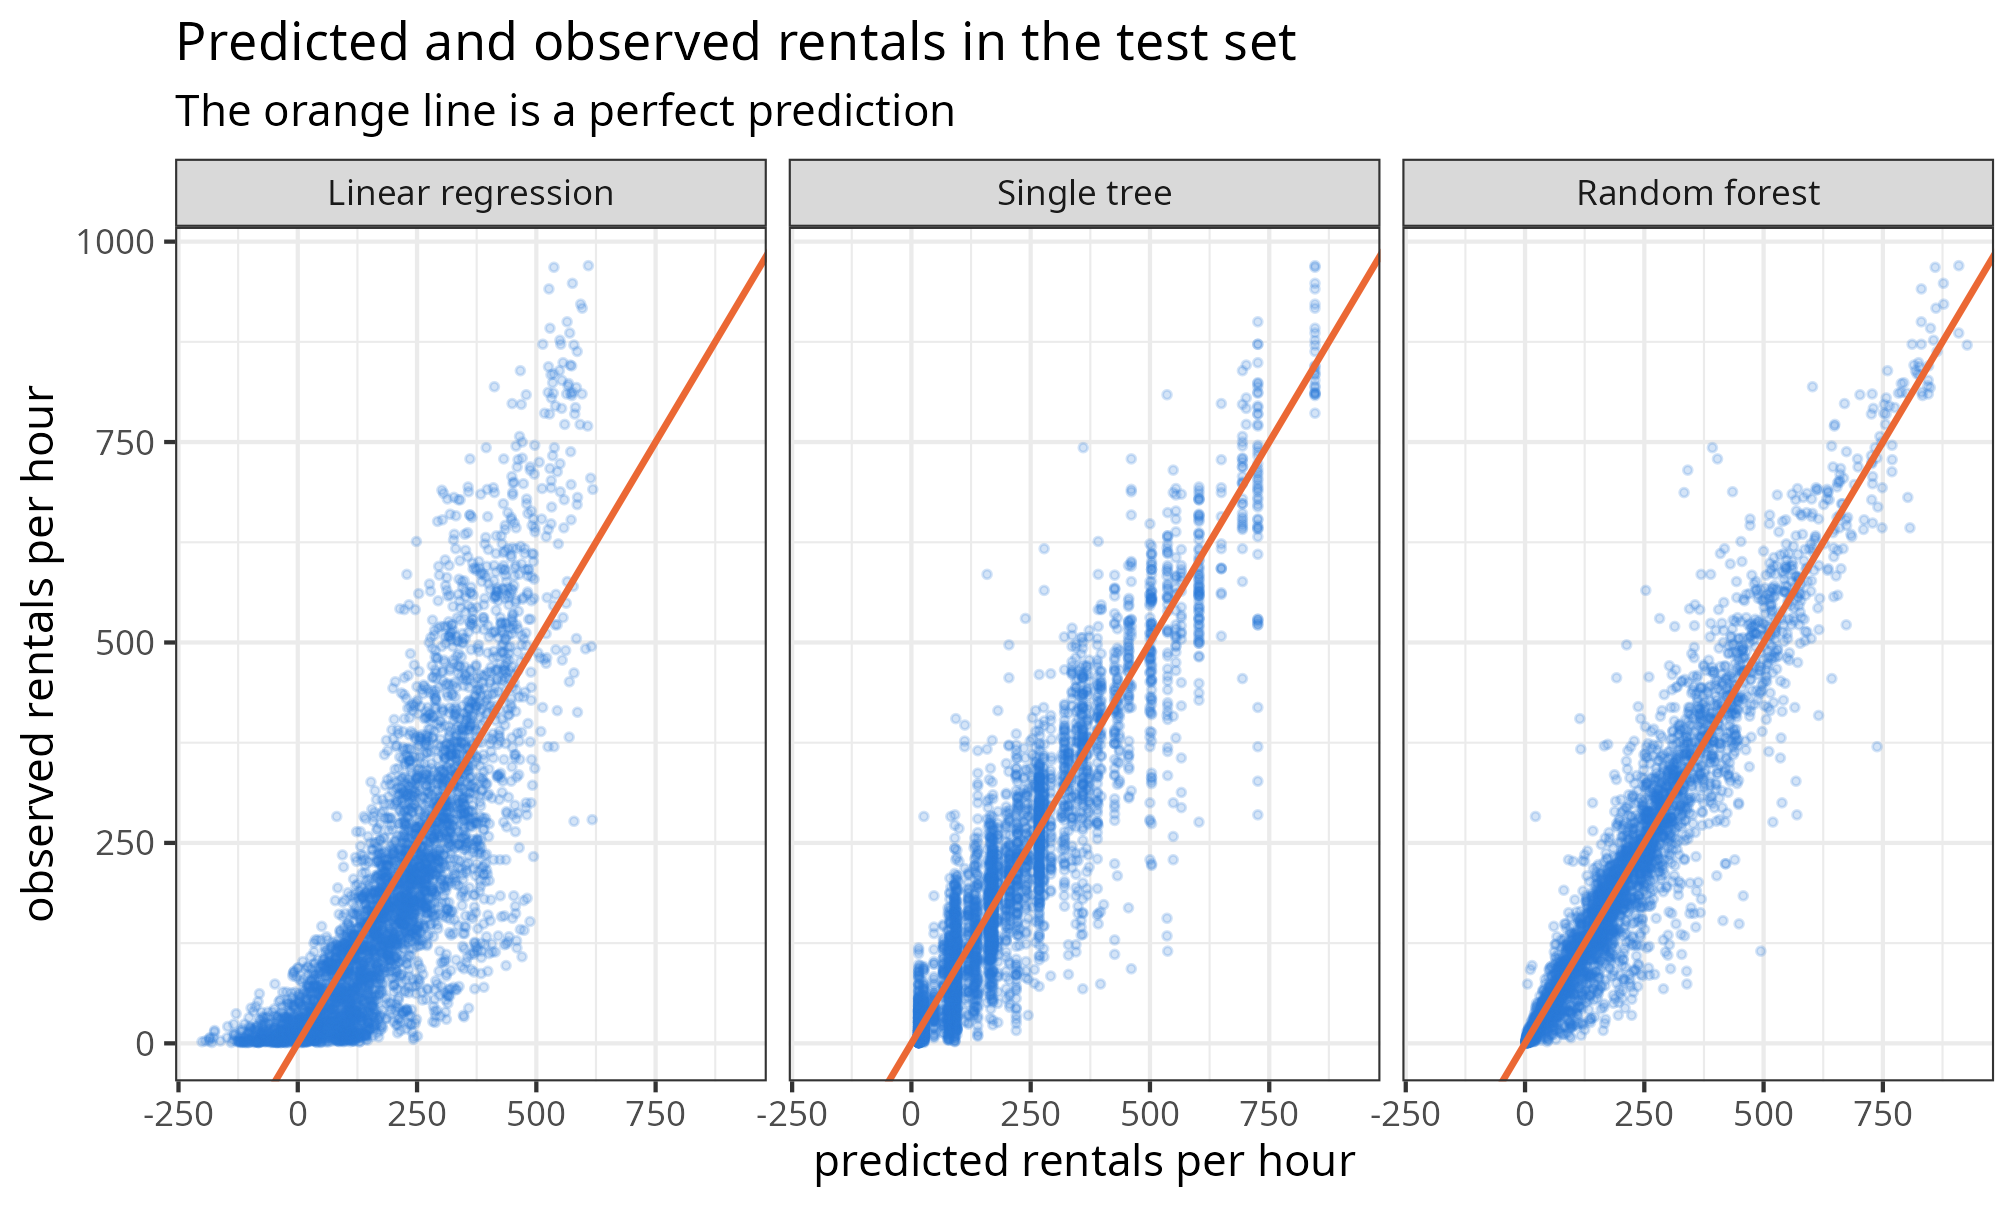 Predicted and observed rentals in the test set
The orange line is a perfect prediction
Linear regression
Single tree
Random forest
observed rentals per hour
1000
750
500
250
0
-250 0 250 500 750
-250 0 250 500 750
-250 0 250 500 750
predicted rentals per hour